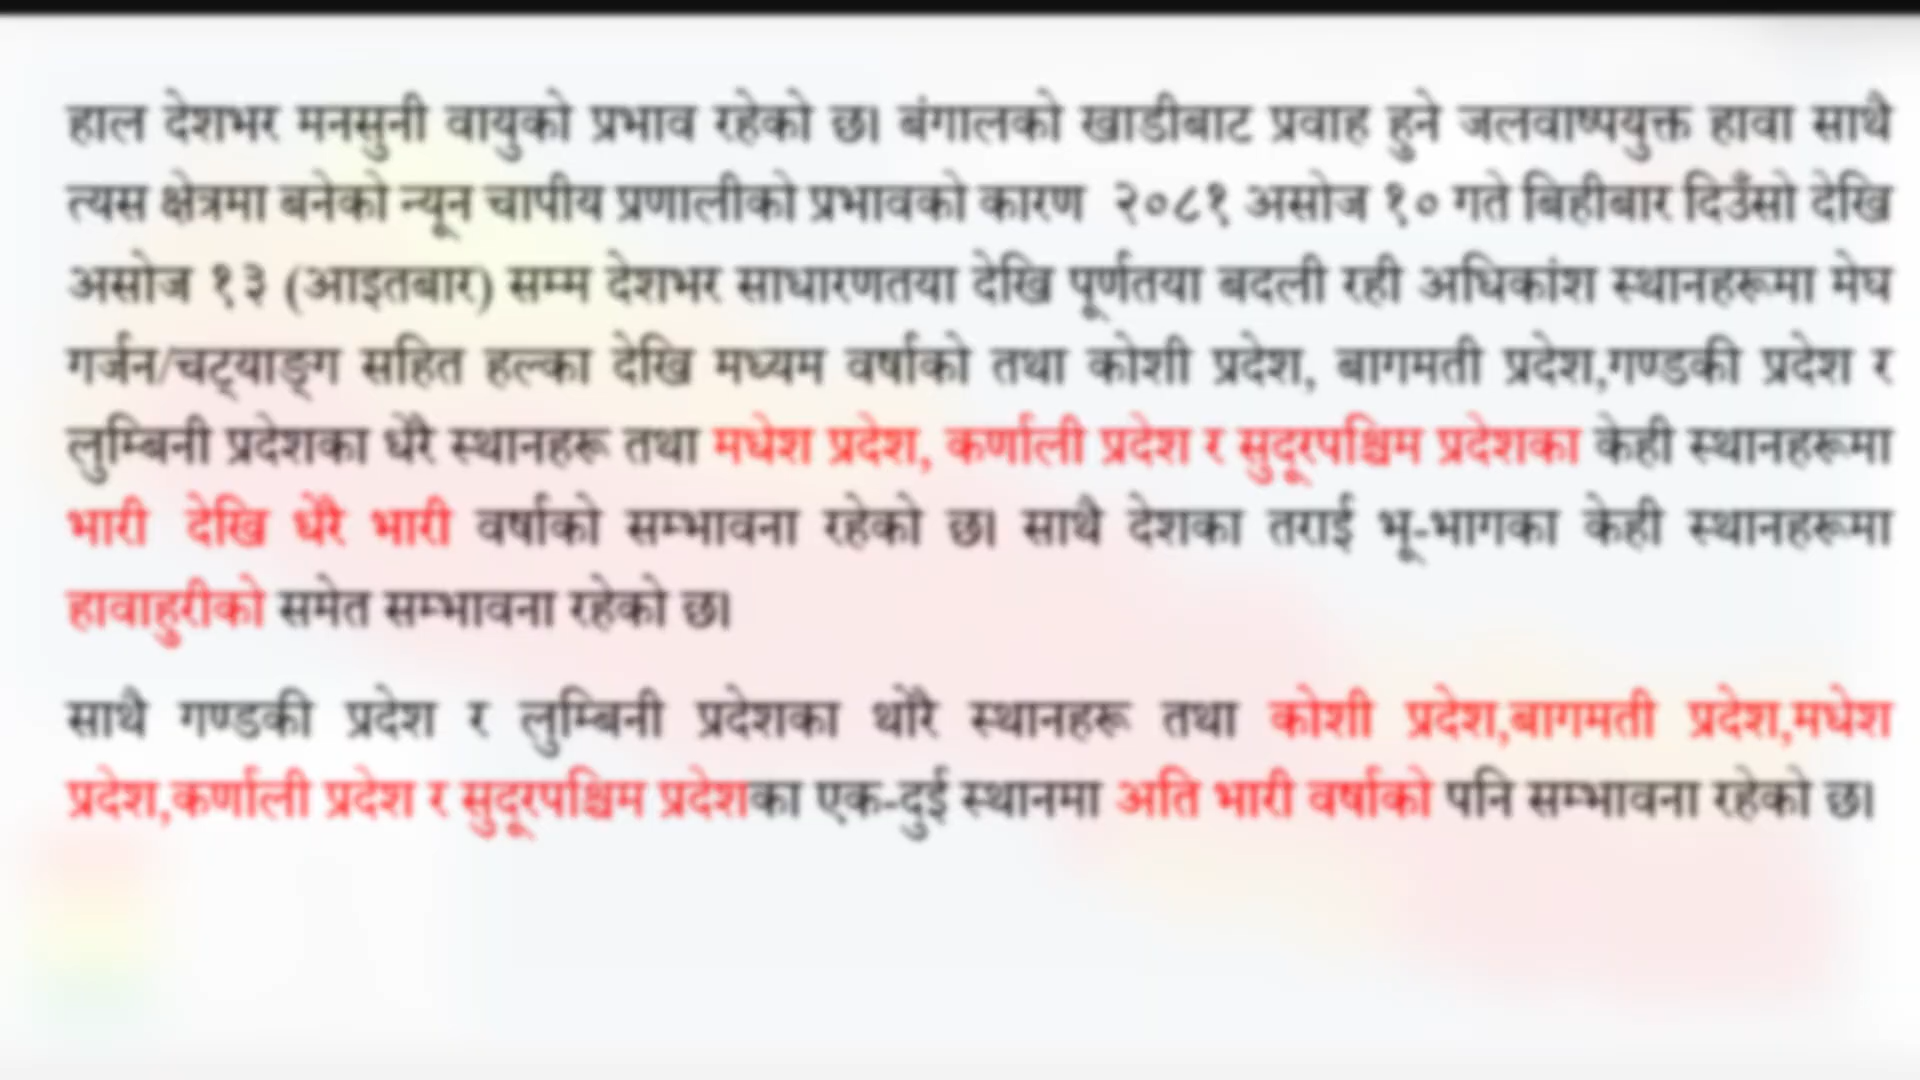 हाल देशभर मनसुनी वायुको प्रभाव रहेको छ। बंगालको खाडीबाट प्रवाह हुने जलवाष्पयुक्त हावा साथै
त्यस क्षेत्रमा बनेको न्यून चापीय प्रणालीको प्रभावको कारण २०८१ असोज १० गते बिहीबार दिउँसो देखि
असोज १३ (आइतबार) सम्म देशभर साधारणतया देखि पूर्णतया बदली रही अधिकांश स्थानहरूमा मेघ
गर्जन/चट्याङ्ग सहित हल्का देखि मध्यम वर्षाको तथा कोशी प्रदेश, बागमती प्रदेश,गण्डकी प्रदेश र
लुम्बिनी प्रदेशका धेरै स्थानहरू तथा मधेश प्रदेश, कर्णाली प्रदेश र सुदूरपश्चिम प्रदेशका केही स्थानहरूमा
भारी देखि धेरै भारी वर्षाको सम्भावना रहेको छ। साथै देशका तराई भू-भागका केही स्थानहरूमा
हावाहुरीको समेत सम्भावना रहेको छ।
साथै गण्डकी प्रदेश र लुम्बिनी प्रदेशका थोरै स्थानहरू तथा कोशी प्रदेश,बागमती प्रदेश,मधेश
प्रदेश,कर्णाली प्रदेश र सुदूरपश्चिम प्रदेशका एक-दुई स्थानमा अति भारी वर्षाको पनि सम्भावना रहेको छ।